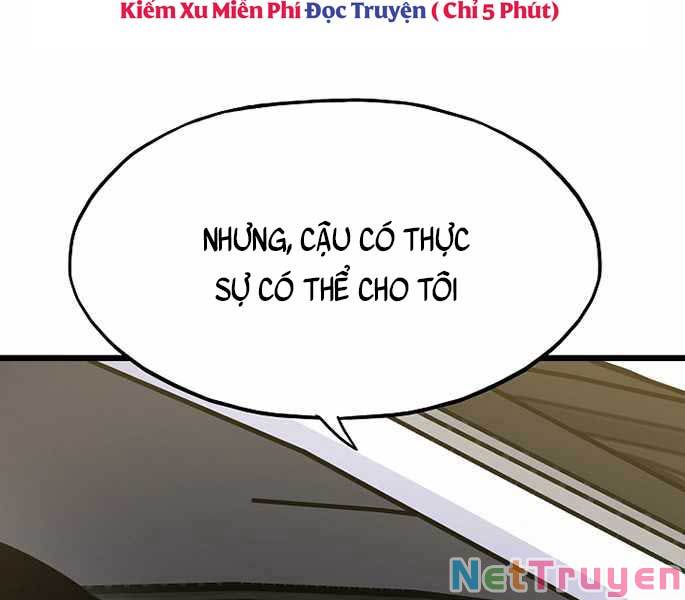 Kiếm Xu Miễn Phí Đọc Truyện ( Chỉ 5 Phút)
NHƯNG, CẬU CÓ THỰC
SỰ CÓ THỂ CHO TÔI
NetTruyen